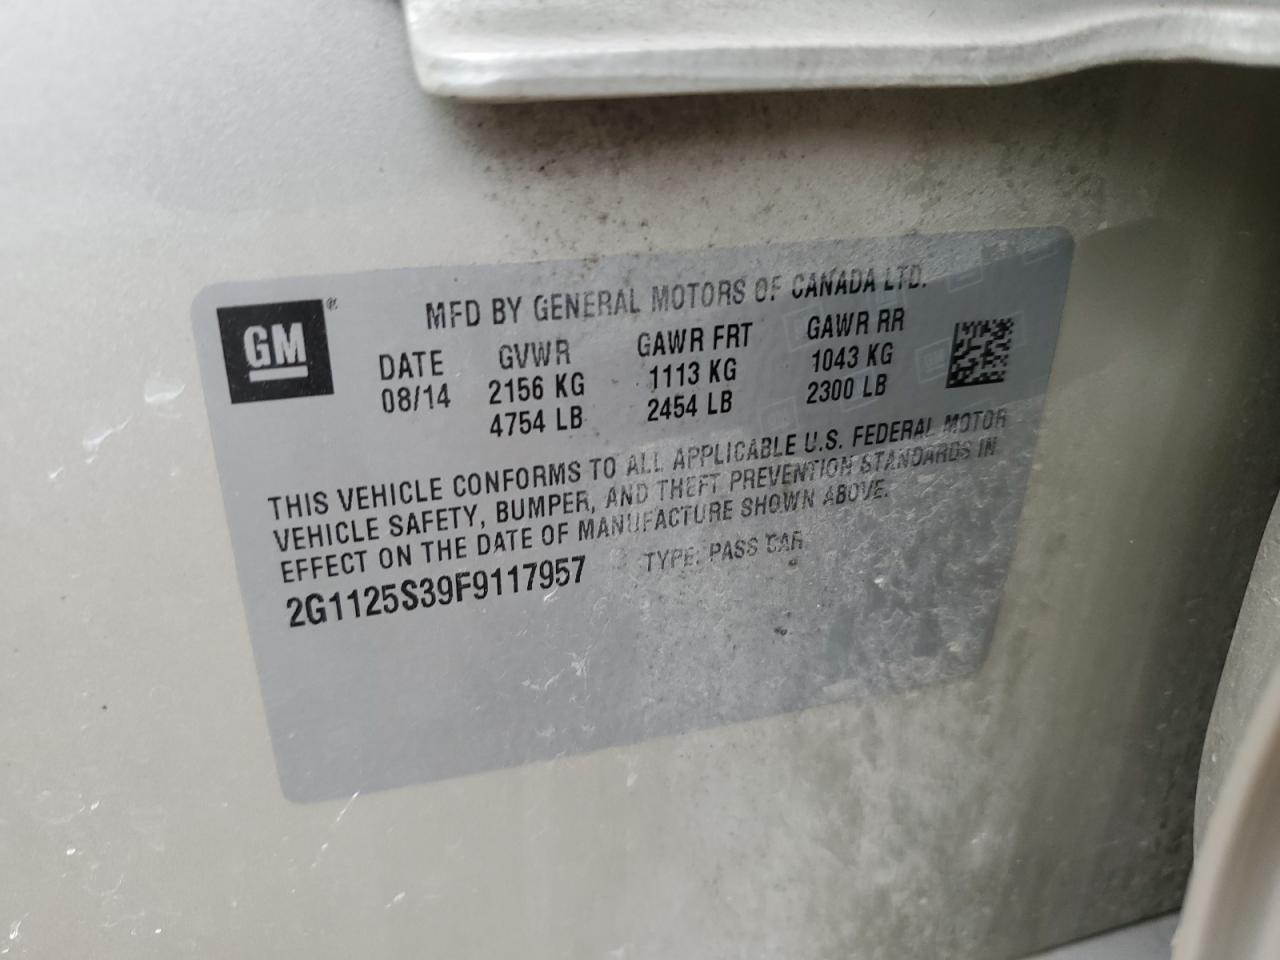 GM®
MFD BY GENERAL MOTORS OF CANADA LTD.
DATE GVWR GAWR FRT GAWR RR
08/14 2156 KG 1113 KG 1043 KG
4754 LB 2454 LB 2300 LB
THIS VEHICLE CONFORMS TO ALL APPLICABLE U.S. FEDERAL MOTOR
VEHICLE SAFETY, BUMPER, AND THEFT PREVENTION STANDARDS IN
EFFECT ON THE DATE OF MANUFACTURE SHOWN ABOVE.
2G1125S39F9117957 TYPE: PASS CAR